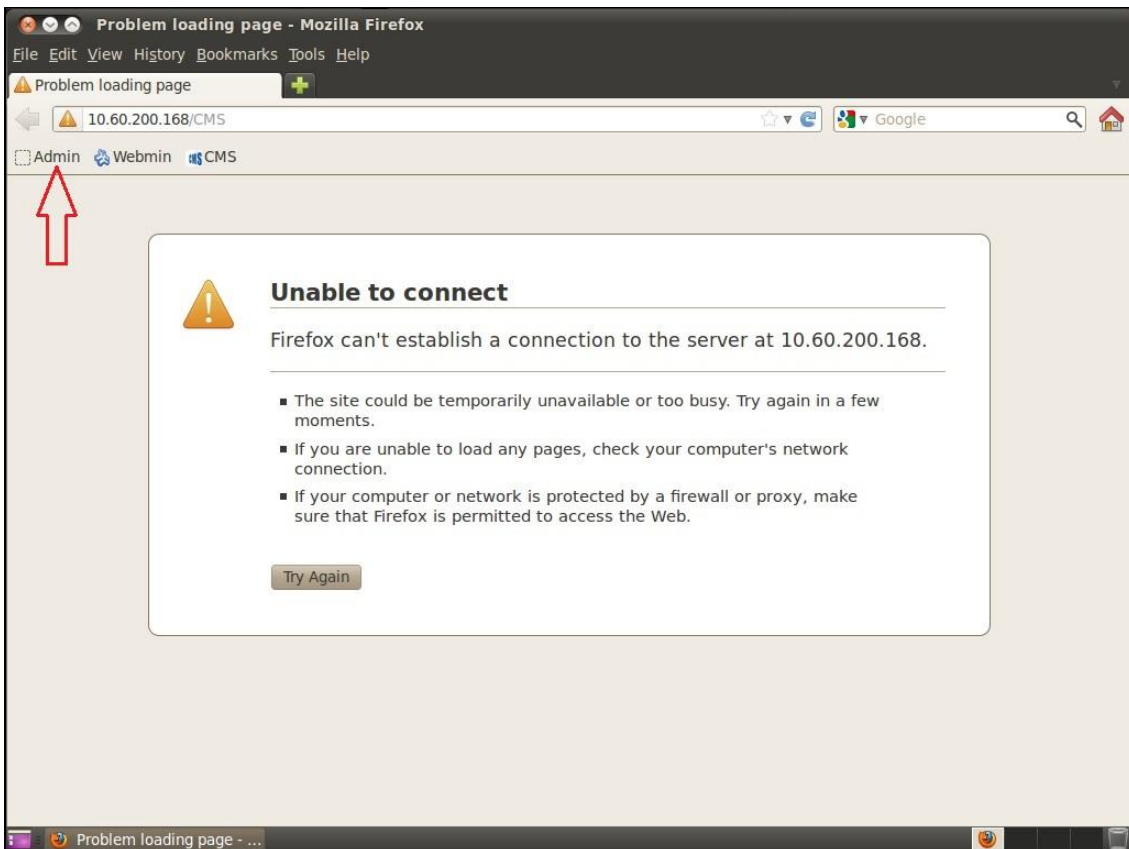 Problem loading page - Mozilla Firefox
File Edit View History Bookmarks Tools Help
Problem loading page
10.60.200.168/CMS Google
Admin Webmin CMS CMS
Unable to connect
Firefox can't establish a connection to the server at 10.60.200.168.
The site could be temporarily unavailable or too busy. Try again in a few
moments.
If you are unable to load any pages, check your computer's network
connection.
If your computer or network is protected by a firewall or proxy, make
sure that Firefox is permitted to access the Web.
Try Again
Problem loading page - ...